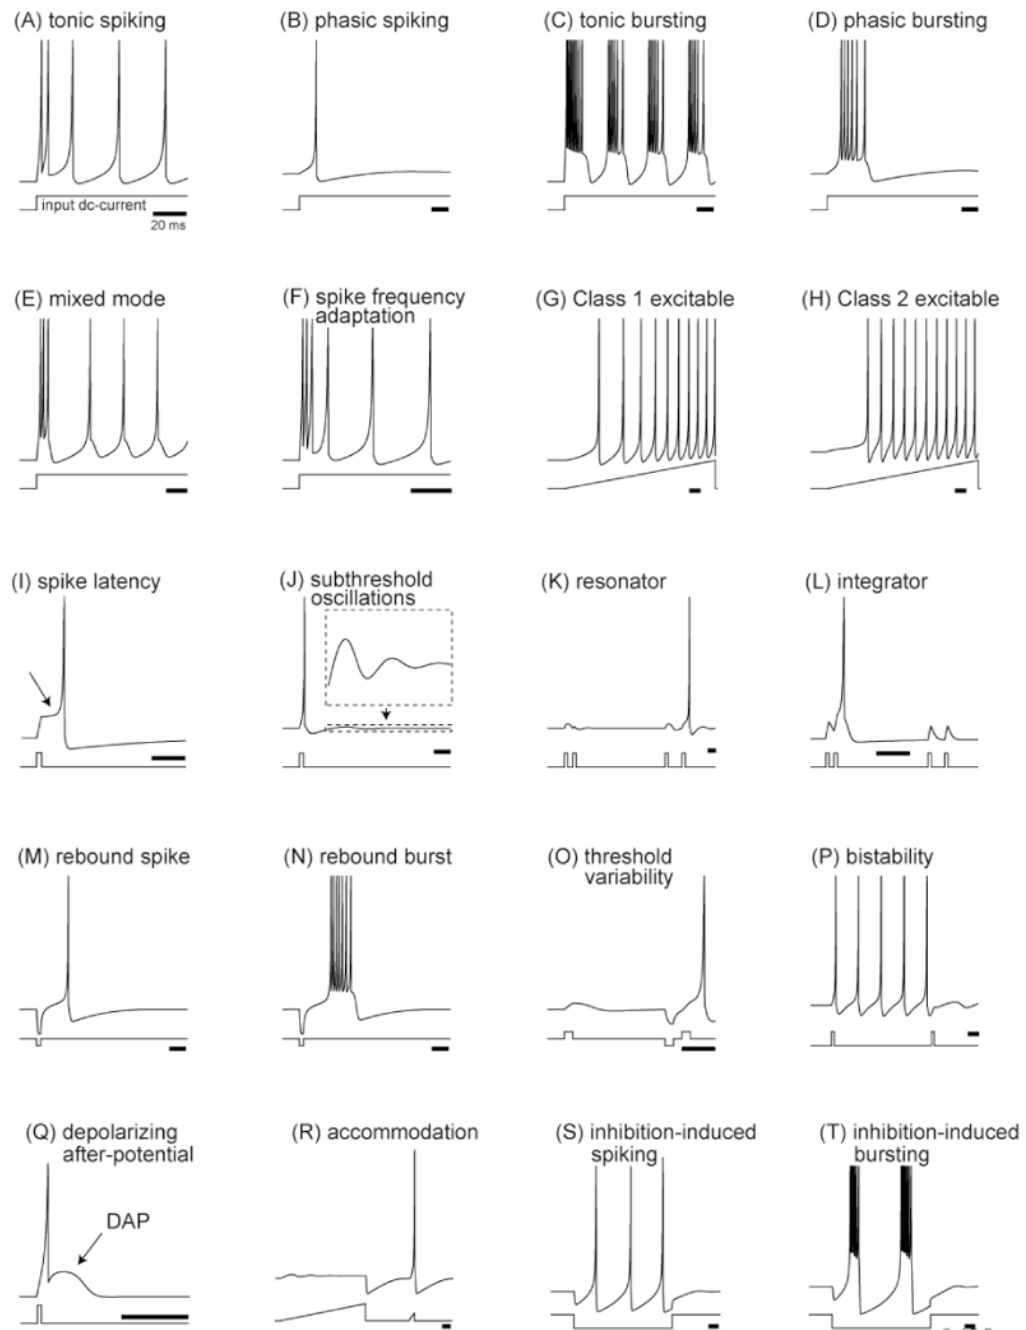 (A) tonic spiking
(B) phasic spiking
(C) tonic bursting
(D) phasic bursting
input dc-current
20 ms
(E) mixed mode
(F) spike frequency
adaptation
(G) Class 1 excitable
(H) Class 2 excitable
(I) spike latency
(J) subthreshold
oscillations
(K) resonator
(L) integrator
(M) rebound spike
(N) rebound burst
(O) threshold
variability
(P) bistability
(Q) depolarizing
after-potential
DAP
(R) accommodation
(S) inhibition-induced
spiking
(T) inhibition-induced
bursting